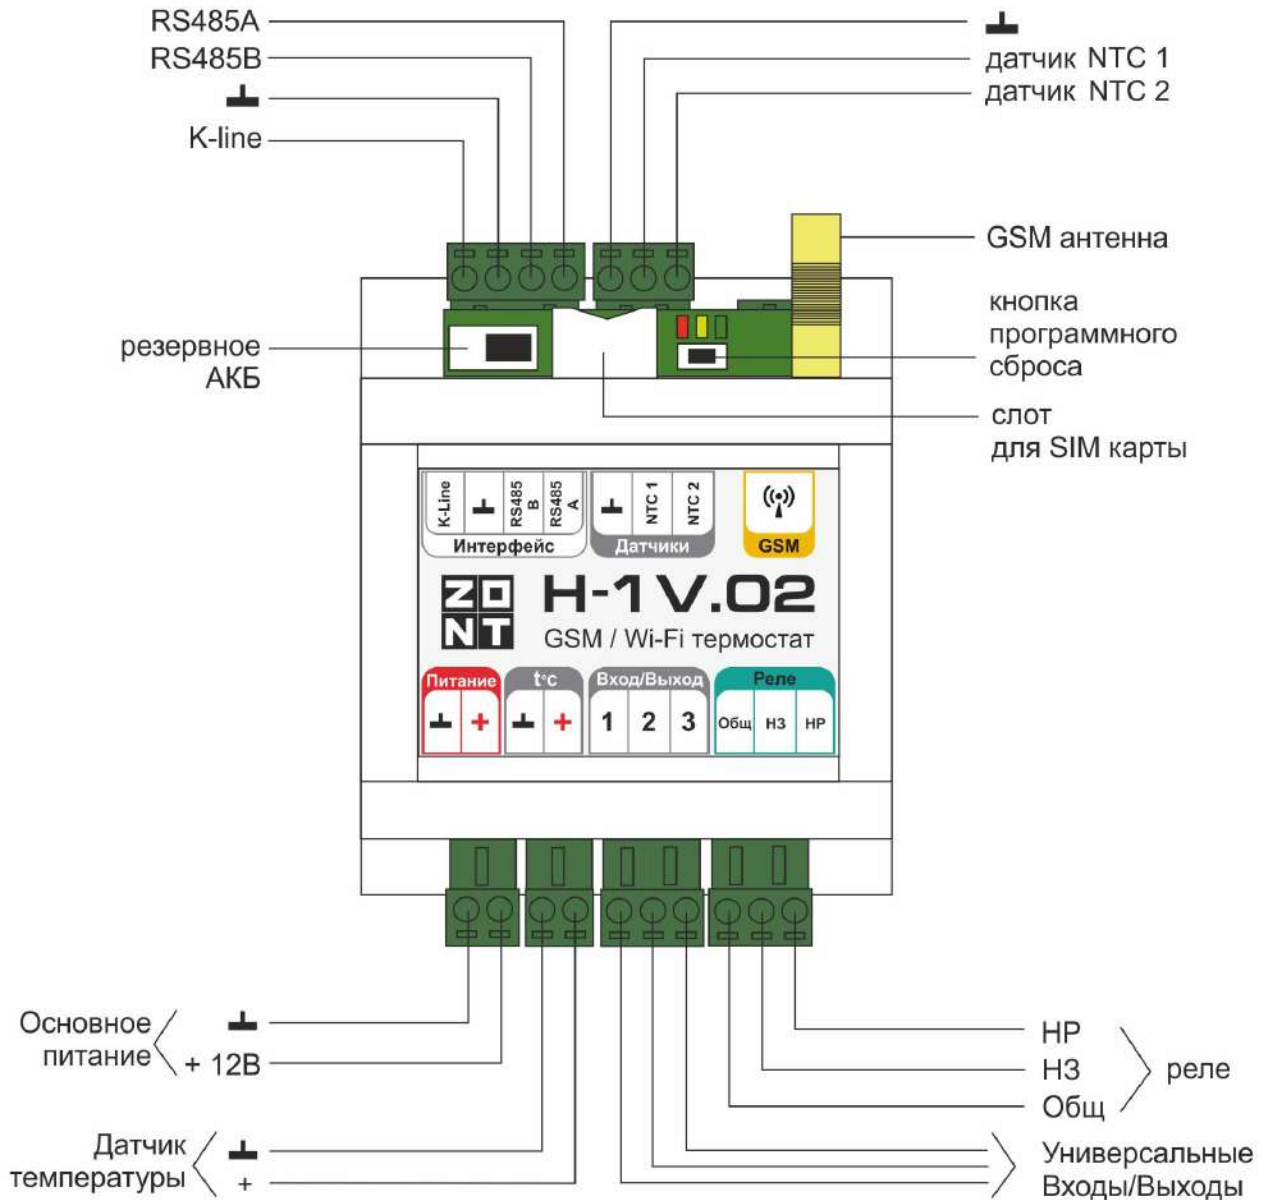 RS485A
RS485B
K-line
датчик NTC 1
датчик NTC 2
GSM антенна
кнопка
программного
сброса
слот
для SIM карты
резервное
АКБ
K-Line
RS485
B
RS485
A
NTC 1
NTC 2
Интерфейс
Датчики
GSM
ZONT
H-1V.02
GSM / Wi-Fi термостат
Питание
t°c
Вход/Выход
Реле
+
+
1
2
3
Общ
НЗ
НР
Основное
питание
+ 12В
Датчик
температуры
+
НР
НЗ
Общ
реле
Универсальные
Входы/Выходы